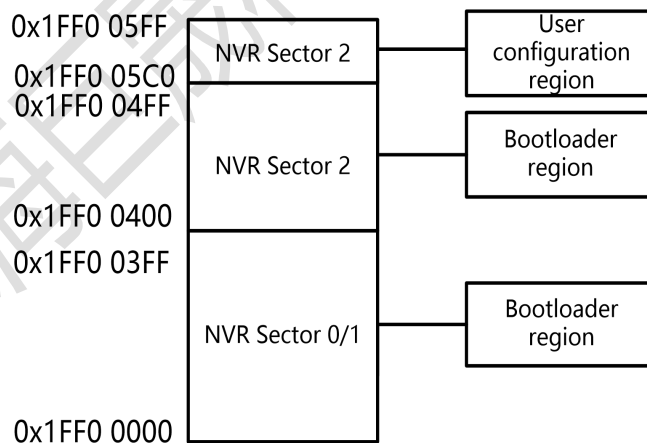 0x1FF0 05FF
NVR Sector 2
User
configuration
region
0x1FF0 05C0
0x1FF0 04FF
NVR Sector 2
Bootloader
region
0x1FF0 0400
0x1FF0 03FF
NVR Sector 0/1
Bootloader
region
0x1FF0 0000